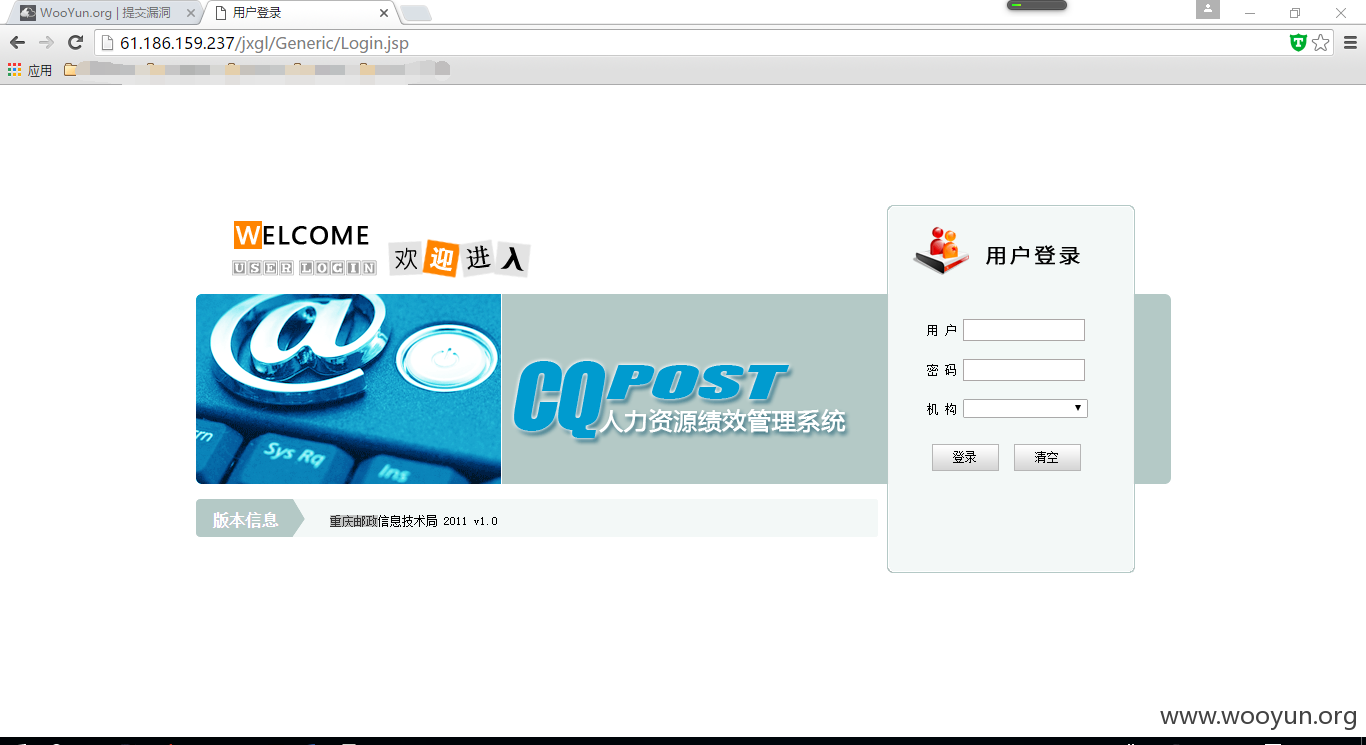 WooYun.org | 提交漏洞
用户登录
61.186.159.237/jxgl/Generic/Login.jsp
应用
WELCOME
USER LOGIN
欢迎进入
用户登录
用 户
密 码
机 构
登录
清空
Sys Rq
Ins
CQPOST
人力资源绩效管理系统
版本信息
重庆邮政信息技术局 2011 v1.0
www.wooyun.org